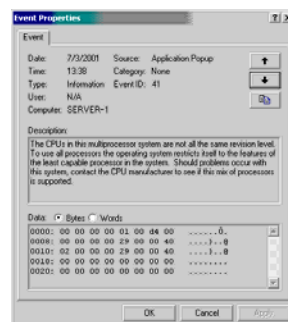 Event Properties
Event
Date: 7/3/2001 Source: Application Popup
Time: 13:38 Category: None
Type: Information Event ID: 41
User: N/A
Computer: SERVER-1
Description:
The CPUs in this multiprocessor system are not all the same revision level.
To use all processors the operating system restricts itself to the features of
the least capable processor in the system. Should problems occur with
this system, contact the CPU manufacturer to see if this mix of processors
is supported.
Data: Bytes Words
0000: 00 00 00 00 01 00 d4 00 ......Ô.
0008: 00 00 00 00 29 00 00 40 ....)..@
0010: 02 00 00 00 29 00 00 40 ....)..@
0018: 00 00 00 00 00 00 00 00 ........
0020: 00 00 00 00 00 00 00 00 ........
OK Cancel Apply